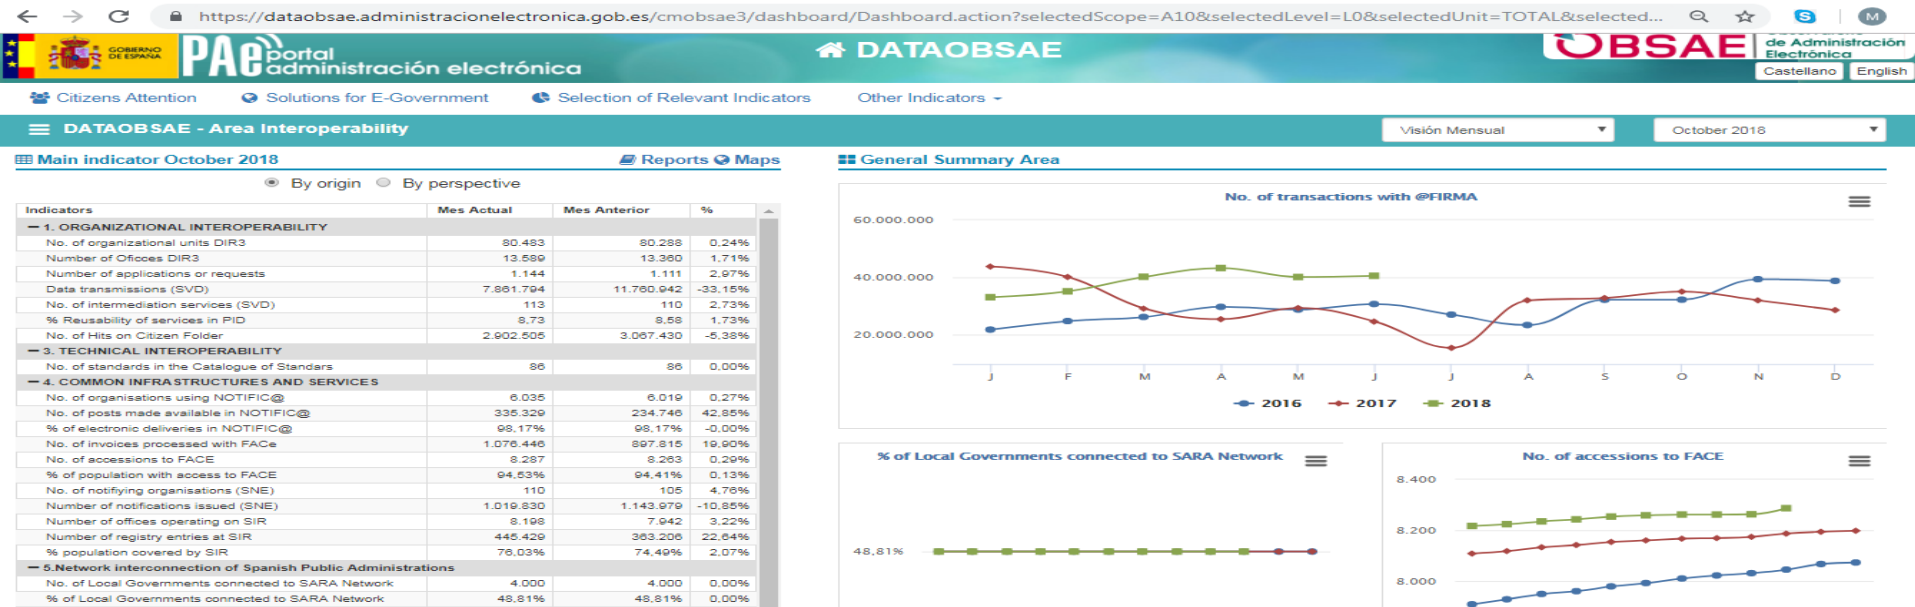 https://dataobsae.administracionelectronica.gob.es/cmobsae3/dashboard/Dashboard.action?selectedScope=A10&selectedLevel=L0&selectedUnit=TOTAL&selected...
M
GOBIERNO DE ESPAÑA
PAe portal administración electrónica
DATAOBSAE
OBSAE
de Administración Electrónica
Castellano English
Citizens Attention Solutions for E-Government Selection of Relevant Indicators Other Indicators
DATAOBSAE - Area Interoperability
Visión Mensual
October 2018
Main indicator October 2018 Reports Maps
By origin By perspective
Indicators Mes Actual Mes Anterior %
1. ORGANIZATIONAL INTEROPERABILITY
No. of organizational units DIR3 80.483 80.288 0,24%
Number of Oficces DIR3 13.589 13.360 1,71%
Number of applications or requests 1.144 1.111 2,97%
Data transmissions (SVD) 7.861.794 11.760.942 -33,15%
No. of intermediation services (SVD) 113 110 2,73%
% Reusability of services in PID 8,73 8,58 1,73%
No. of Hits on Citizen Folder 2.902.505 3.067.430 -5,38%
3. TECHNICAL INTEROPERABILITY
No. of standards in the Catalogue of Standars 86 86 0,00%
4. COMMON INFRASTRUCTURES AND SERVICES
No. of organisations using NOTIFIC@ 6.035 6.019 0,27%
No. of posts made available in NOTIFIC@ 335.329 234.746 42,85%
% of electronic deliveries in NOTIFIC@ 98,17% 98,17% -0,00%
No. of invoices processed with FACe 1.076.446 897.815 19,90%
No. of accessions to FACE 8.287 8.263 0,29%
% of population with access to FACE 94,53% 94,41% 0,13%
No. of notifiying organisations (SNE) 110 105 4,76%
Number of notifications issued (SNE) 1.019.830 1.143.979 -10,85%
Number of offices operating on SIR 8.198 7.942 3,22%
Number of registry entries at SIR 445.429 363.206 22,64%
% population covered by SIR 76,03% 74,49% 2,07%
5.Network interconnection of Spanish Public Administrations
No. of Local Governments connected to SARA Network 4.000 4.000 0,00%
% of Local Governments connected to SARA Network 48,81% 48,81% 0,00%
General Summary Area
No. of transactions with @FIRMA
60.000.000
40.000.000
20.000.000
J F M A M J J A S O N D
2016 2017 2018
% of Local Governments connected to SARA Network
48,81%
No. of accessions to FACE
8.400
8.200
8.000